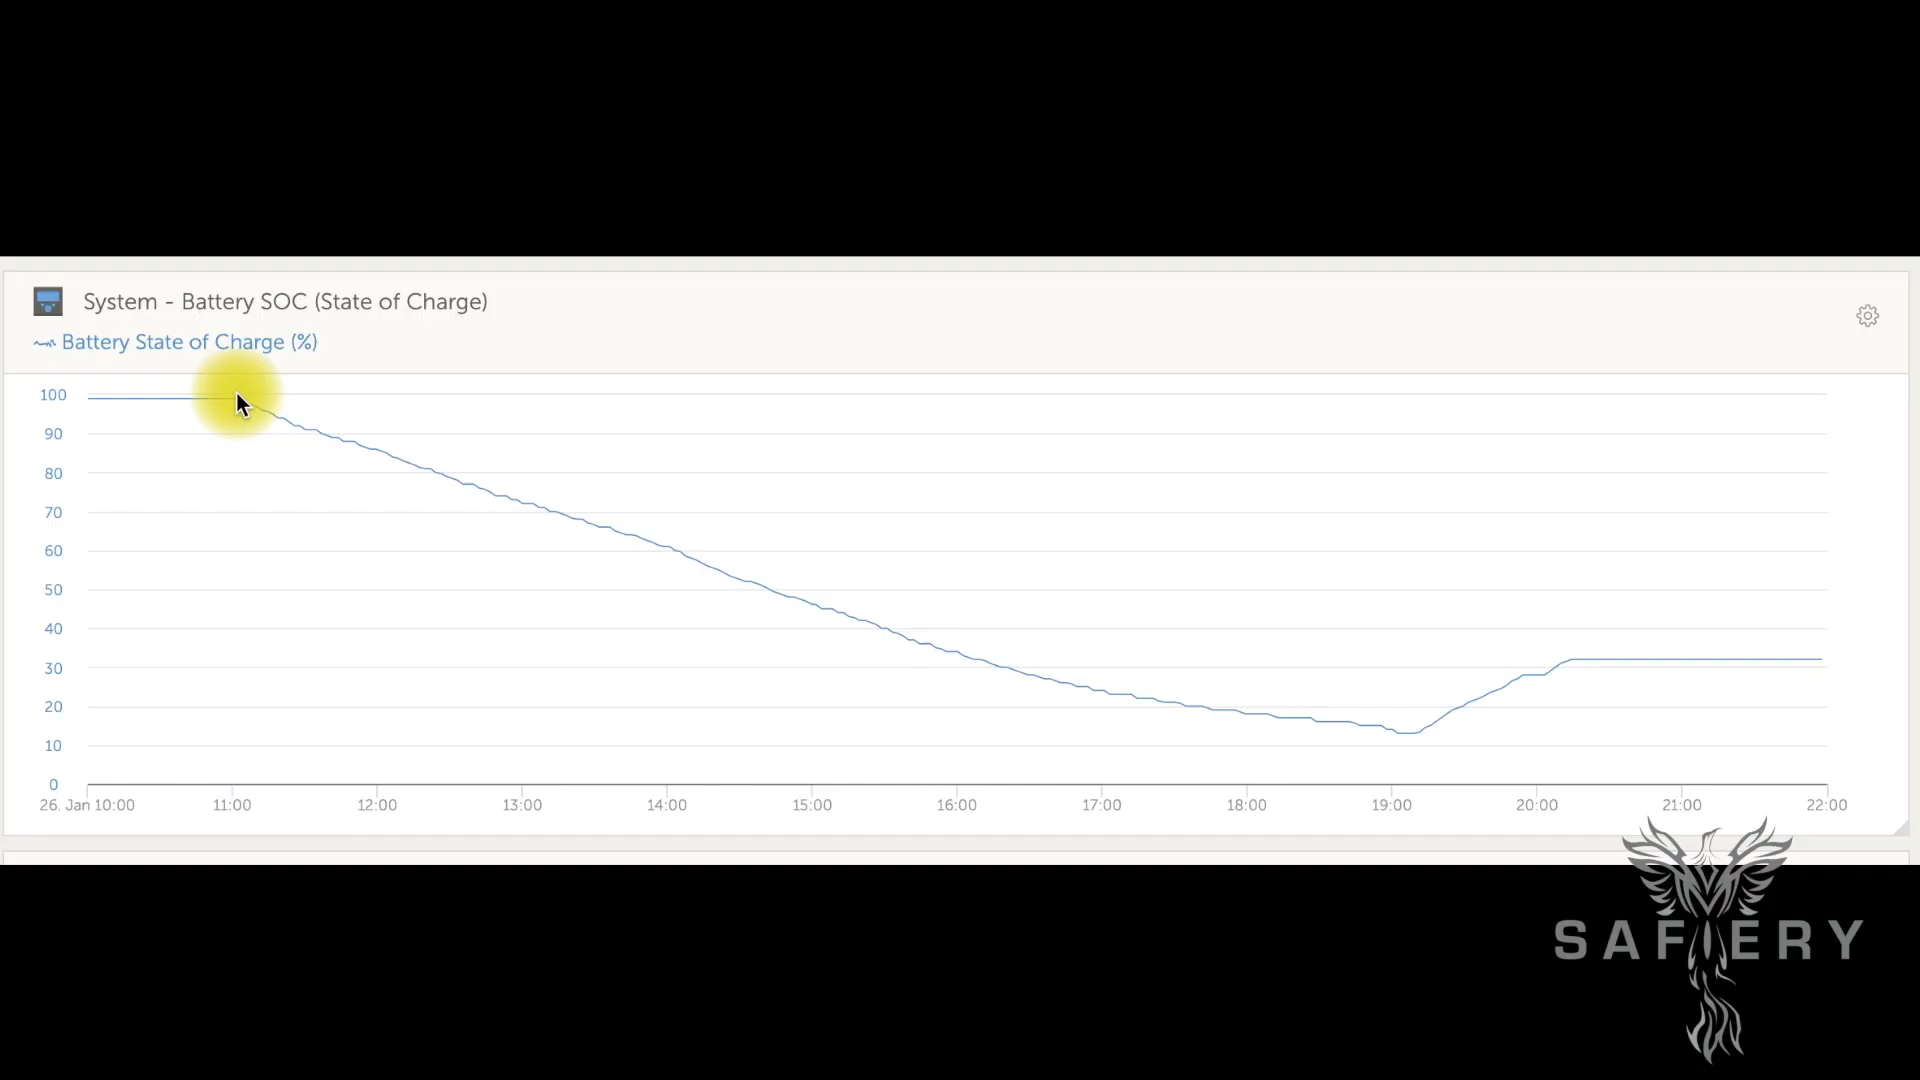 System - Battery SOC (State of Charge)
Battery State of Charge (%)
100
90
80
70
60
50
40
30
20
10
0
26. Jan 10:00 11:00 12:00 13:00 14:00 15:00 16:00 17:00 18:00 19:00 20:00 21:00 22:00
SAFIERY